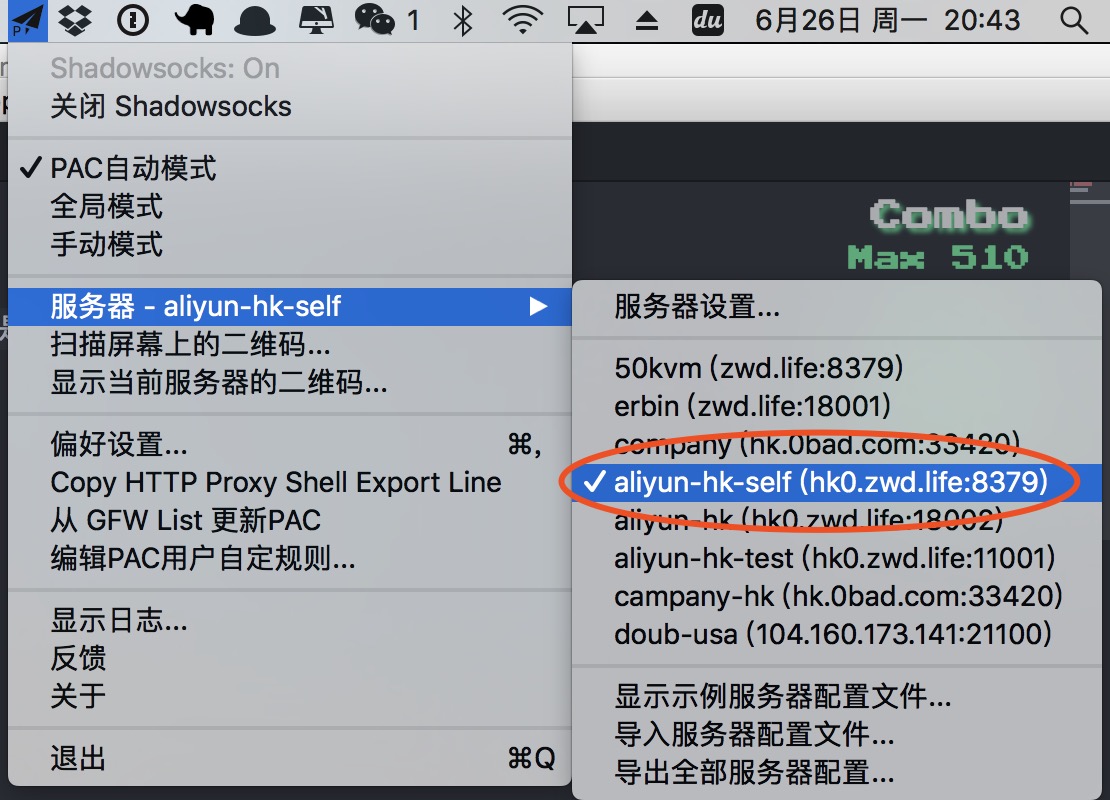 1
du
6月26日 周一 20:43
Shadowsocks: On
关闭 Shadowsocks
PAC自动模式
全局模式
手动模式
Combo
Max 510
服务器 - aliyun-hk-self
扫描屏幕上的二维码...
显示当前服务器的二维码...
偏好设置... ⌘,
Copy HTTP Proxy Shell Export Line
从 GFW List 更新PAC
编辑PAC用户自定规则...
显示日志...
反馈
关于
退出 ⌘Q
服务器设置...
50kvm (zwd.life:8379)
erbin (zwd.life:18001)
company (hk.0bad.com:33420)
aliyun-hk-self (hk0.zwd.life:8379)
aliyun-hk (hk0.zwd.life:18002)
aliyun-hk-test (hk0.zwd.life:11001)
campany-hk (hk.0bad.com:33420)
doub-usa (104.160.173.141:21100)
显示示例服务器配置文件...
导入服务器配置文件...
导出全部服务器配置...